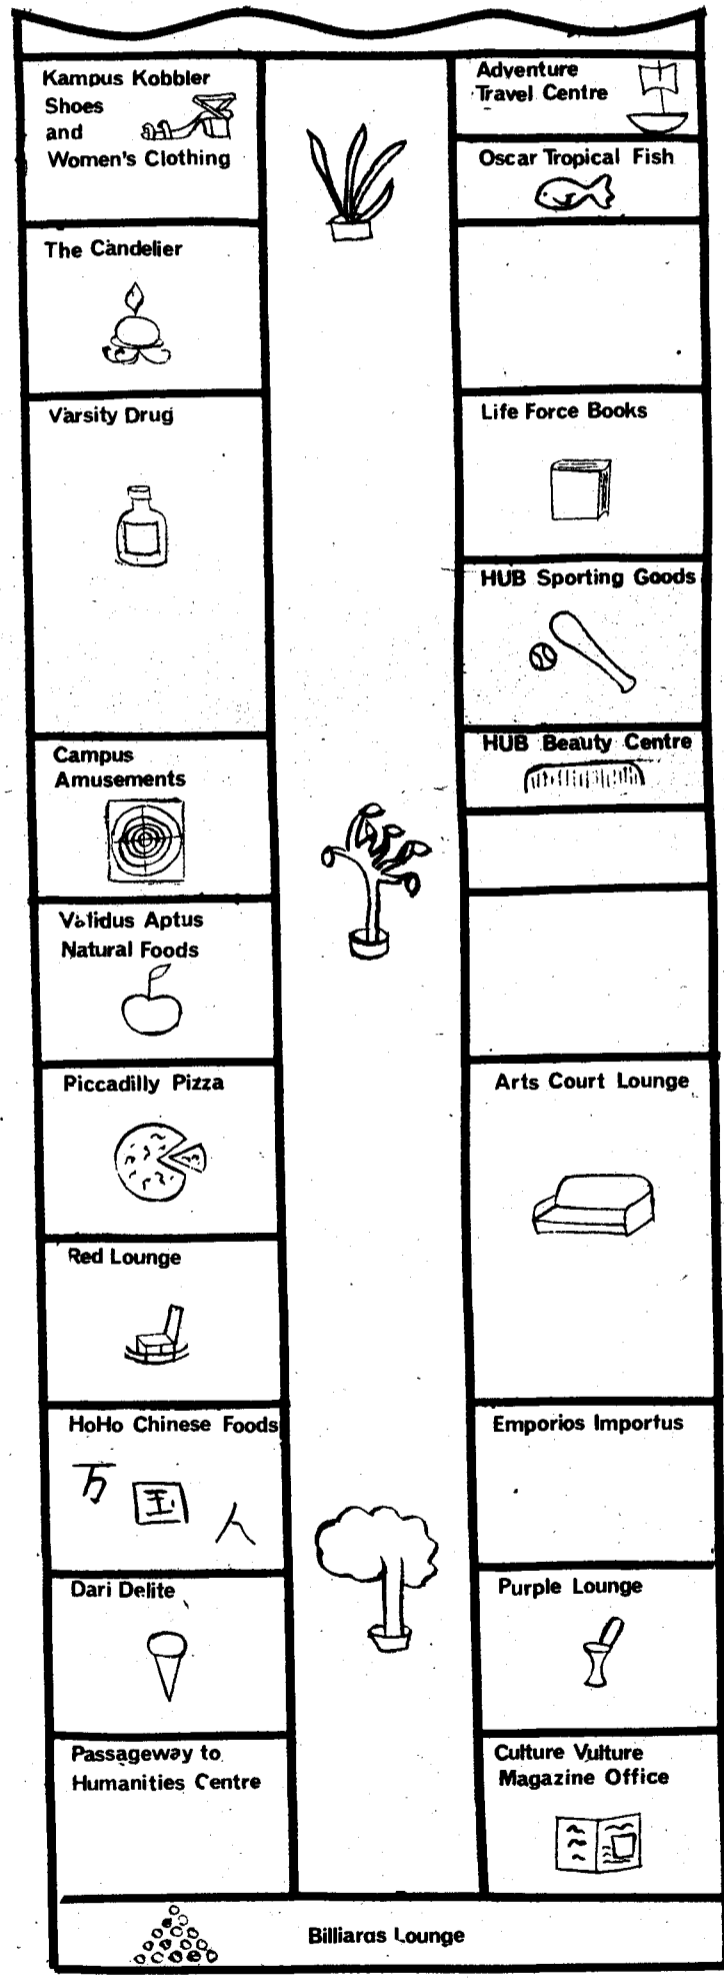 Kampus Kobbler
Shoes
and
Women's Clothing
The Candelier
Varsity Drug
Campus
Amusements
Validus Aptus
Natural Foods
Piccadilly Pizza
Red Lounge
HoHo Chinese Foods
万 国 人
Dari Delite
Passageway to
Humanities Centre
Adventure
Travel Centre
Oscar Tropical Fish
Life Force Books
HUB Sporting Goods
HUB Beauty Centre
Arts Court Lounge
Emporios Importus
Purple Lounge
Culture Vulture
Magazine Office
Billiards Lounge